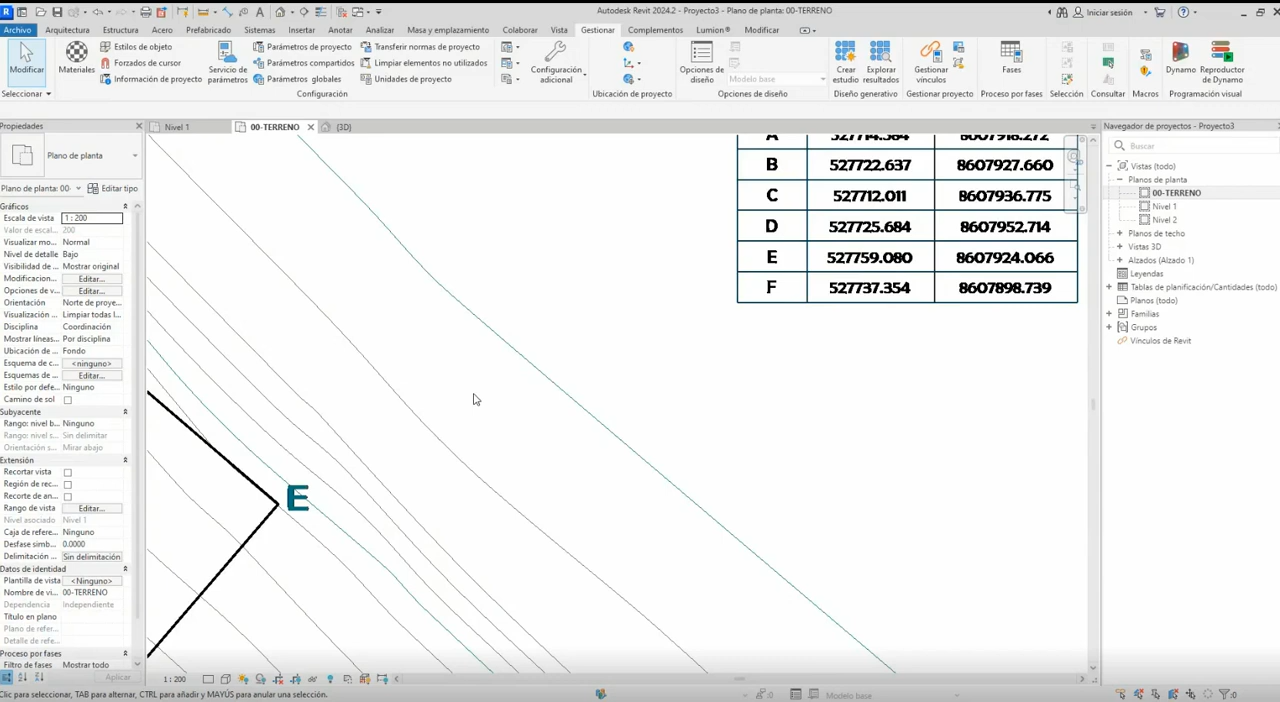 Autodesk Revit 2024.2 - Proyecto3 - Plano de planta: 00-TERRENO
Iniciar sesión
Archivo Arquitectura Estructura Acero Prefabricado Sistemas Insertar Anotar Analizar Masa y emplazamiento Colaborar Vista Gestionar Complementos Lumion® Modificar
Modificar
Materiales
Estilos de objeto
Forzados de cursor
Información de proyecto
Servicio de parámetros
Parámetros de proyecto
Parámetros compartidos
Parámetros globales
Transferir normas de proyecto
Limpiar elementos no utilizados
Unidades de proyecto
Configuración adicional
Opciones de diseño
Modelo base
Crear estudio
Explorar resultados
Gestionar vínculos
Fases
Dynamo
Reproductor de Dynamo
Seleccionar
Configuración
Ubicación de proyecto
Opciones de diseño
Diseño generativo
Gestionar proyecto
Proceso por fases
Selección
Consultar
Macros
Programación visual
Propiedades
Nivel 1
00-TERRENO
{3D}
Navegador de proyectos - Proyecto3
Plano de planta
Plano de planta: 00-
Editar tipo
Gráficos
Escala de vista 1 : 200
Valor de escal... 200
Visualizar mo... Normal
Nivel de detalle Bajo
Visibilidad de ... Mostrar original
Modificacion... Editar...
Opciones de v... Editar...
Orientación Norte de proye...
Visualización ... Limpiar todas l...
Disciplina Coordinación
Mostrar líneas... Por disciplina
Ubicación de ... Fondo
Esquema de c... <ninguno>
Esquemas de ... Editar...
Estilo por defe... Ninguno
Camino de sol
Subyacente
Rango: nivel b... Ninguno
Rango: nivel s... Sin delimitar
Orientación s... Mirar abajo
Extensión
Recortar vista
Región de rec...
Recorte de an...
Rango de vista Editar...
Nivel asociado Nivel 1
Caja de refere... Ninguno
Desfase simb... 0.0000
Delimitación ... Sin delimitación
Datos de identidad
Plantilla de vista <Ninguno>
Nombre de vi... 00-TERRENO
Dependencia Independiente
Título en plano
Plano de refer...
Detalle de refe...
Proceso por fases
Filtro de fases Mostrar todo
Aplicar
A 527714.384 8607918.272
B 527722.637 8607927.660
C 527712.011 8607936.775
D 527725.684 8607952.714
E 527759.080 8607924.066
F 527737.354 8607898.739
E
Buscar
Vistas (todo)
Planos de planta
00-TERRENO
Nivel 1
Nivel 2
Planos de techo
Vistas 3D
Alzados (Alzado 1)
Leyendas
Tablas de planificación/Cantidades (todo)
Planos (todo)
Familias
Grupos
Vínculos de Revit
1 : 200
Clic para seleccionar, TAB para alternar, CTRL para añadir y MAYÚS para anular una selección.
:0
Modelo base
:0